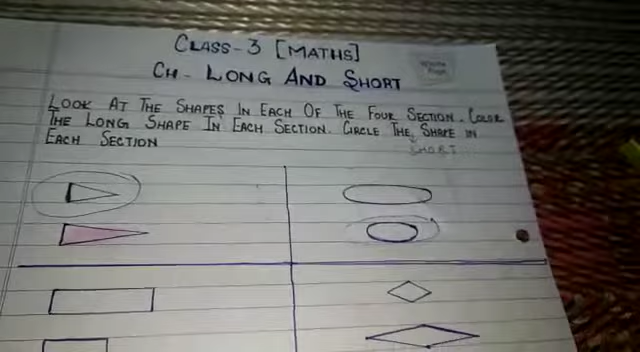 CLASS-3 [MATHS]
CH- LONG AND SHORT
LOOK AT THE SHAPES IN EACH OF THE FOUR SECTION. COLOR
THE LONG SHAPE IN EACH SECTION. CIRCLE THE SHAPE IN
SHORT
EACH SECTION